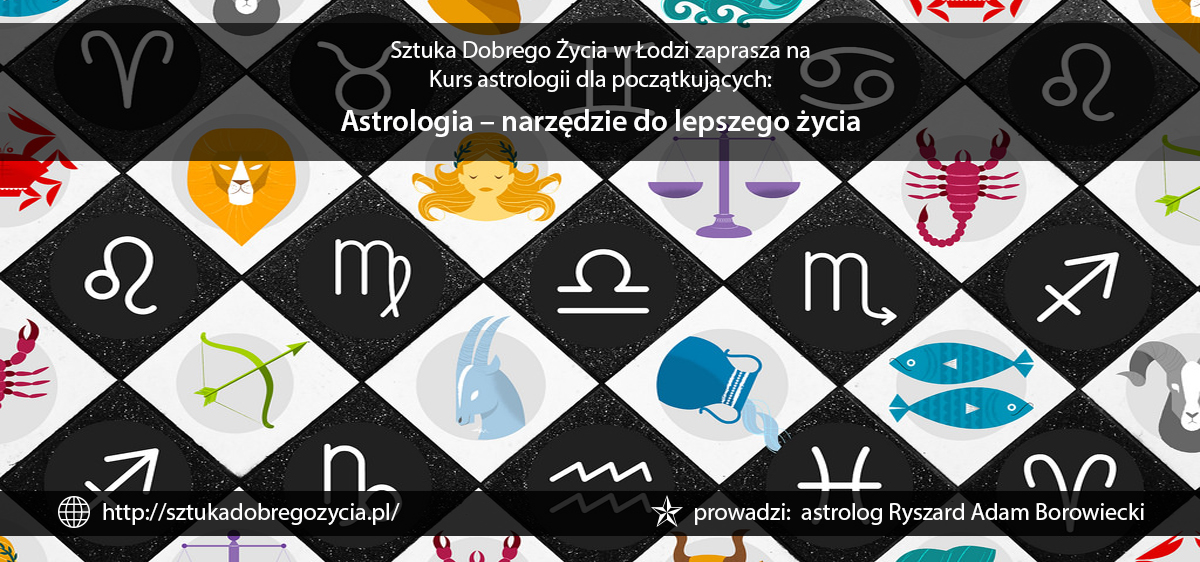 Sztuka Dobrego Życia w Łodzi zaprasza na
Kurs astrologii dla początkujących:
Astrologia – narzędzie do lepszego życia
http://sztukadobregozycia.pl/
prowadzi: astrolog Ryszard Adam Borowiecki